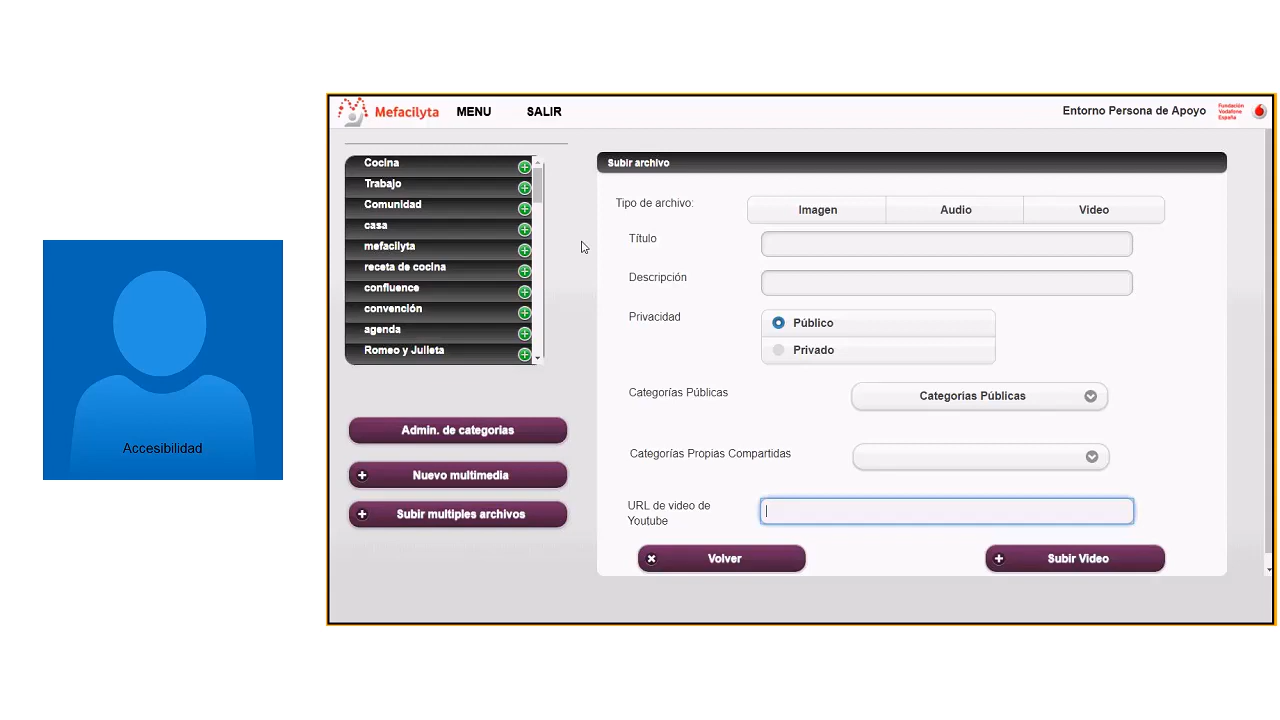 Mefacilyta
MENU
SALIR
Entorno Persona de Apoyo
Fundación
Vodafone
España
Cocina
Trabajo
Comunidad
casa
mefacilyta
receta de cocina
confluence
convención
agenda
Romeo y Julieta
Admin. de categorias
Nuevo multimedia
Subir multiples archivos
Subir archivo
Tipo de archivo:
Imagen
Audio
Video
Título
Descripción
Privacidad
Público
Privado
Categorías Públicas
Categorías Públicas
Categorías Propias Compartidas
URL de video de
Youtube
Volver
Subir Video
Accesibilidad